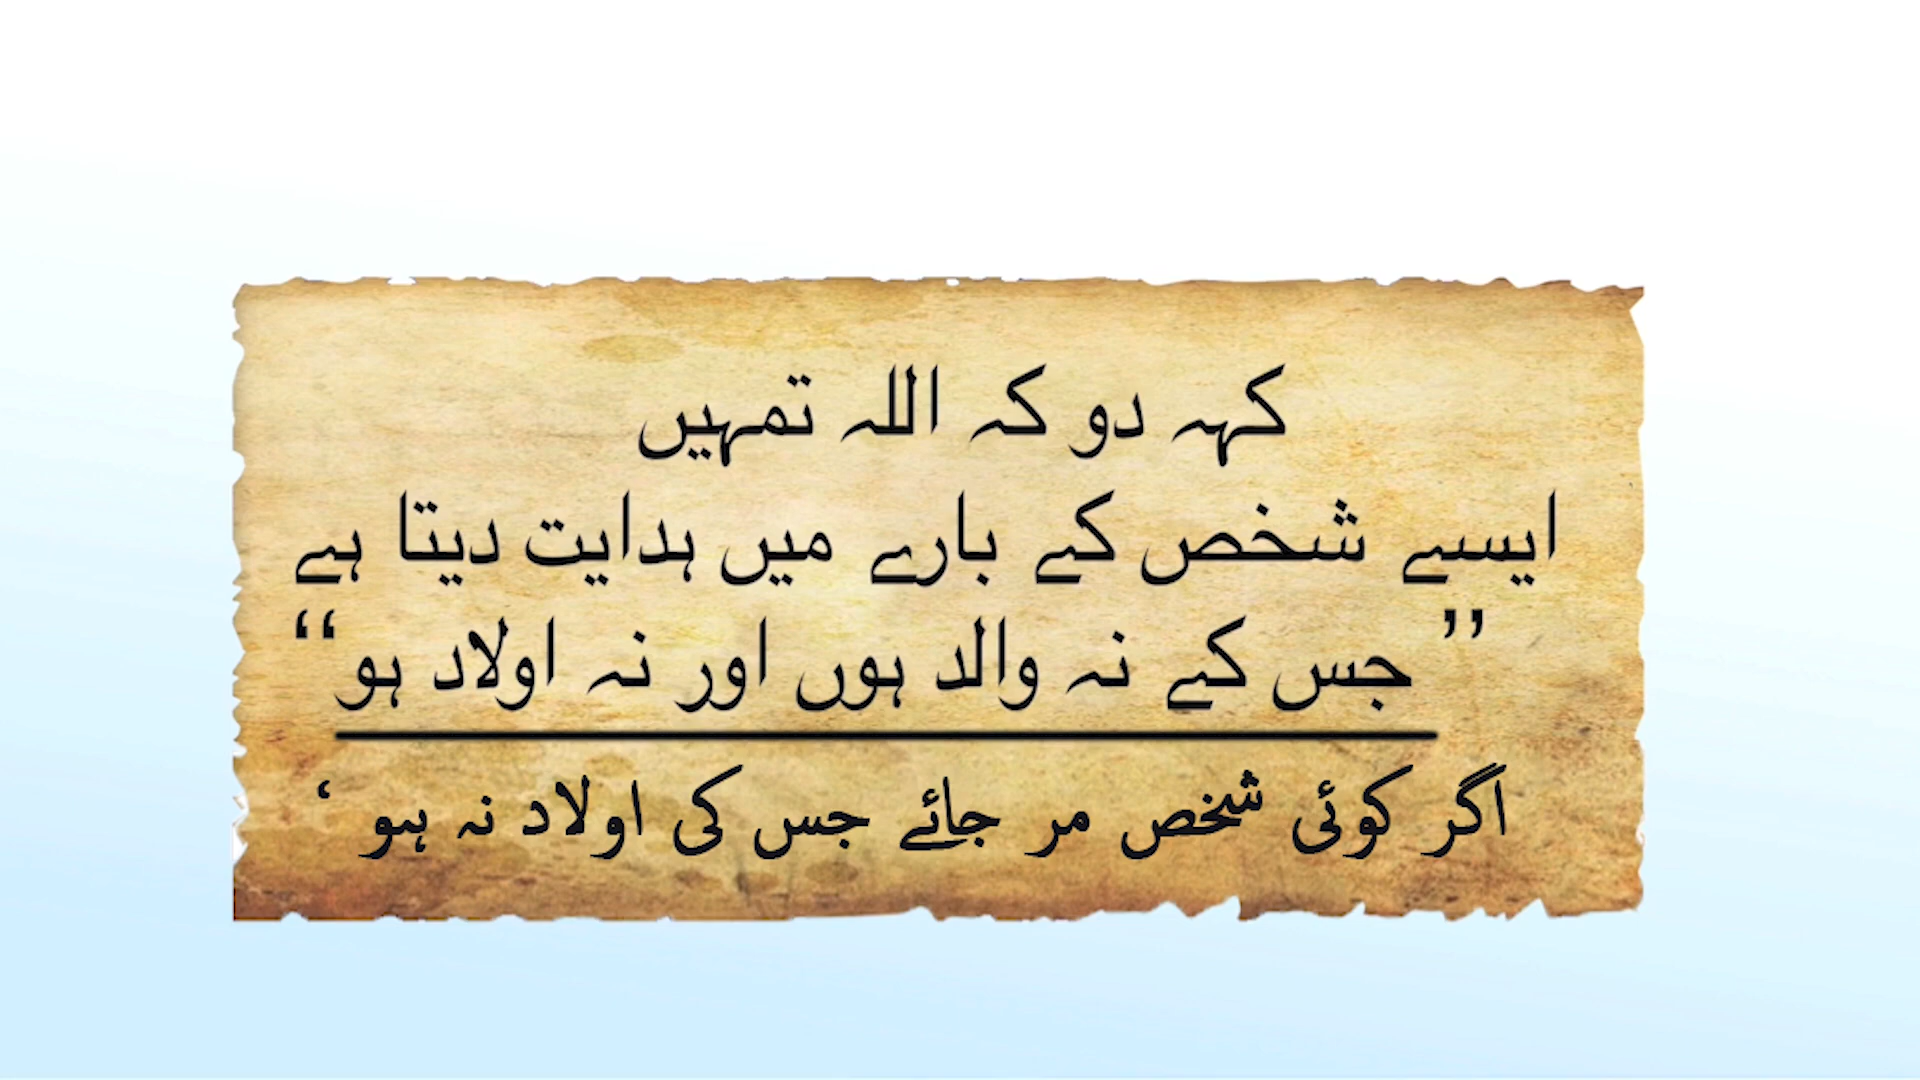 کہہ دو کہ اللہ تمہیں
ایسے شخص کے بارے میں ہدایت دیتا ہے
’’ جس کے نہ والد ہوں اور نہ اولاد ہو‘‘
اگر کوئی شخص مر جائے جس کی اولاد نہ ہو ‘